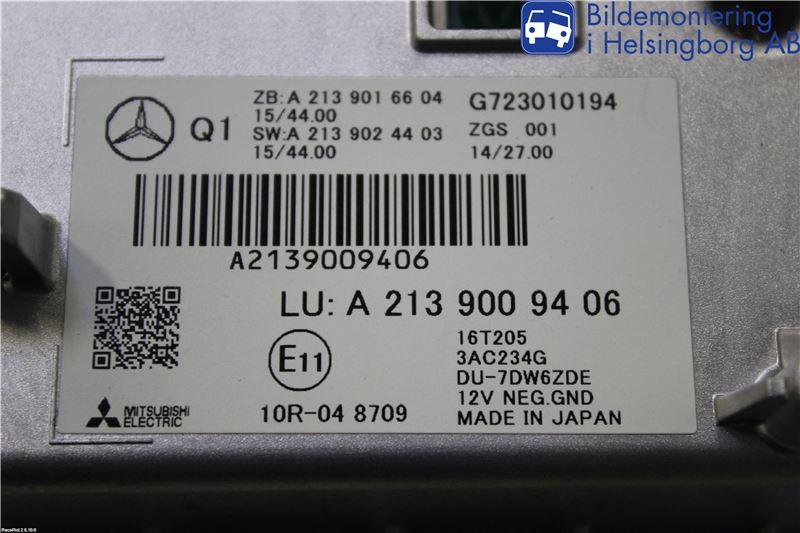 Bildemontering
i Helsingborg AB
Q1
ZB:A 213 901 66 04
15/44.00
SW:A 213 902 44 03
15/44.00
G723010194
ZGS 001
14/27.00
A2139009406
LU: A 213 900 94 06
E11
10R-04 8709
16T205
3AC234G
DU-7DW6ZDE
12V NEG.GND
MADE IN JAPAN
MITSUBISHI
ELECTRIC